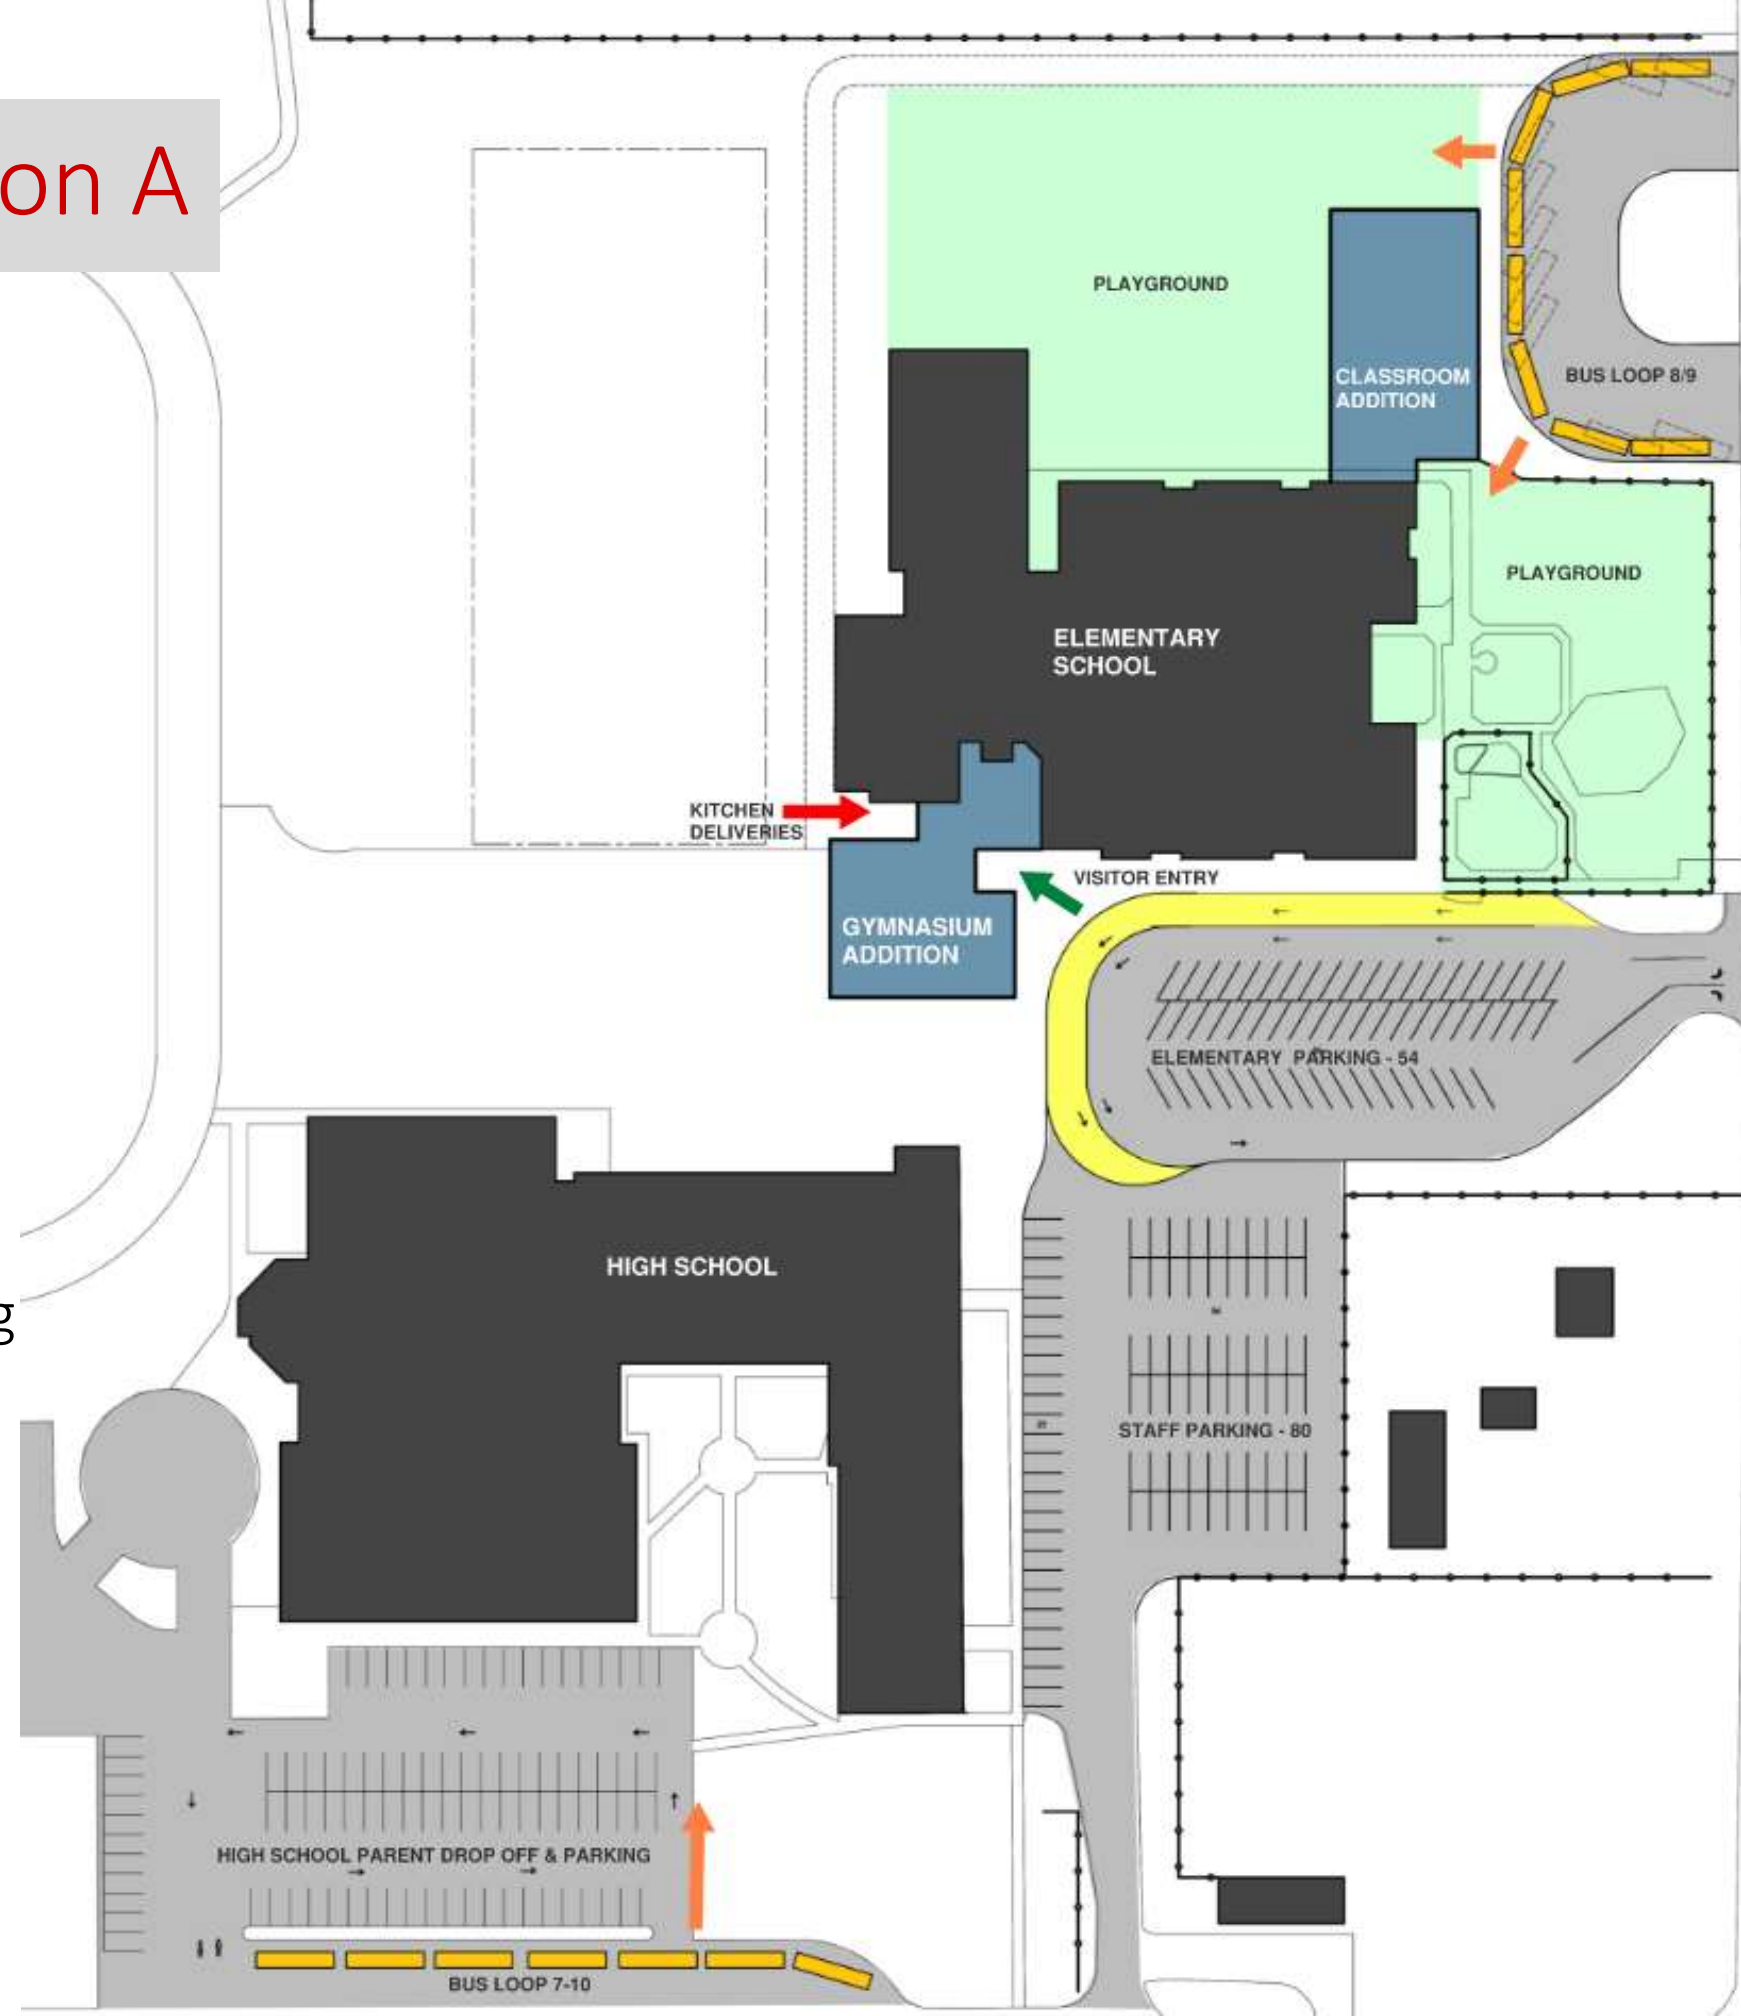 on A
PLAYGROUND
CLASSROOM
ADDITION
BUS LOOP 8/9
PLAYGROUND
ELEMENTARY
SCHOOL
KITCHEN
DELIVERIES
VISITOR ENTRY
GYMNASIUM
ADDITION
ELEMENTARY PARKING - 54
HIGH SCHOOL
g
STAFF PARKING - 80
HIGH SCHOOL PARENT DROP OFF & PARKING
BUS LOOP 7-10